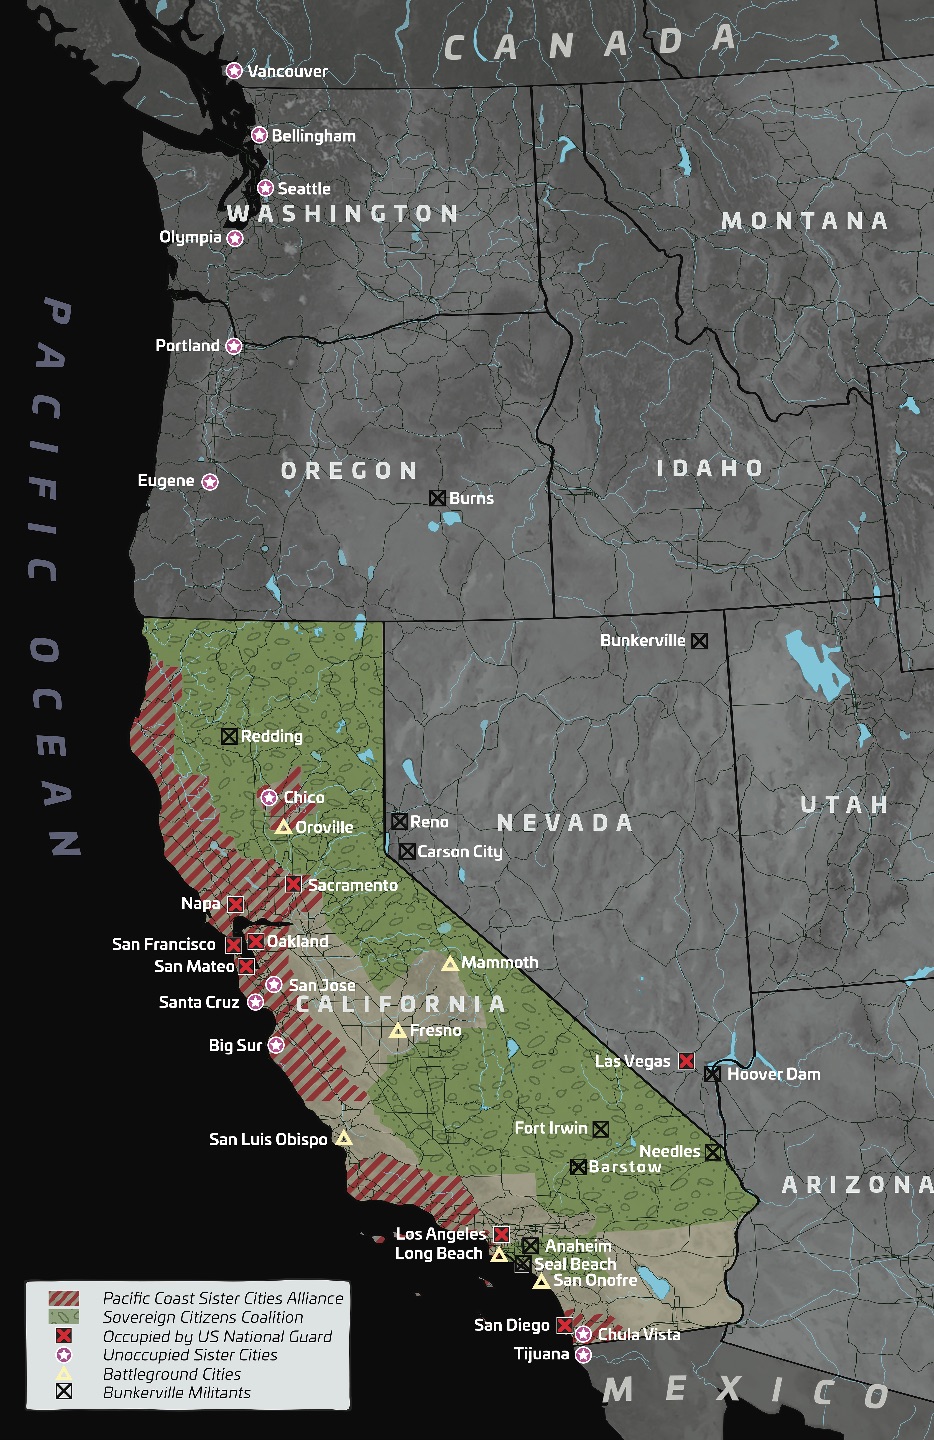 CANADA
Vancouver
Bellingham
Seattle
WASHINGTON
MONTANA
Olympia
Portland
PACIFIC OCEAN
OREGON
IDAHO
Eugene
Burns
Bunkerville
Redding
Chico
UTAH
Oroville
Reno
NEVADA
Carson City
Sacramento
Napa
San Francisco
Oakland
San Mateo
Mammoth
San Jose
Santa Cruz
CALIFORNIA
Fresno
Big Sur
Las Vegas
Hoover Dam
Fort Irwin
San Luis Obispo
Needles
Barstow
ARIZONA
Los Angeles
Anaheim
Long Beach
Seal Beach
San Onofre
San Diego
Chula Vista
Tijuana
MEXICO
Pacific Coast Sister Cities Alliance
Sovereign Citizens Coalition
Occupied by US National Guard
Unoccupied Sister Cities
Battleground Cities
Bunkerville Militants